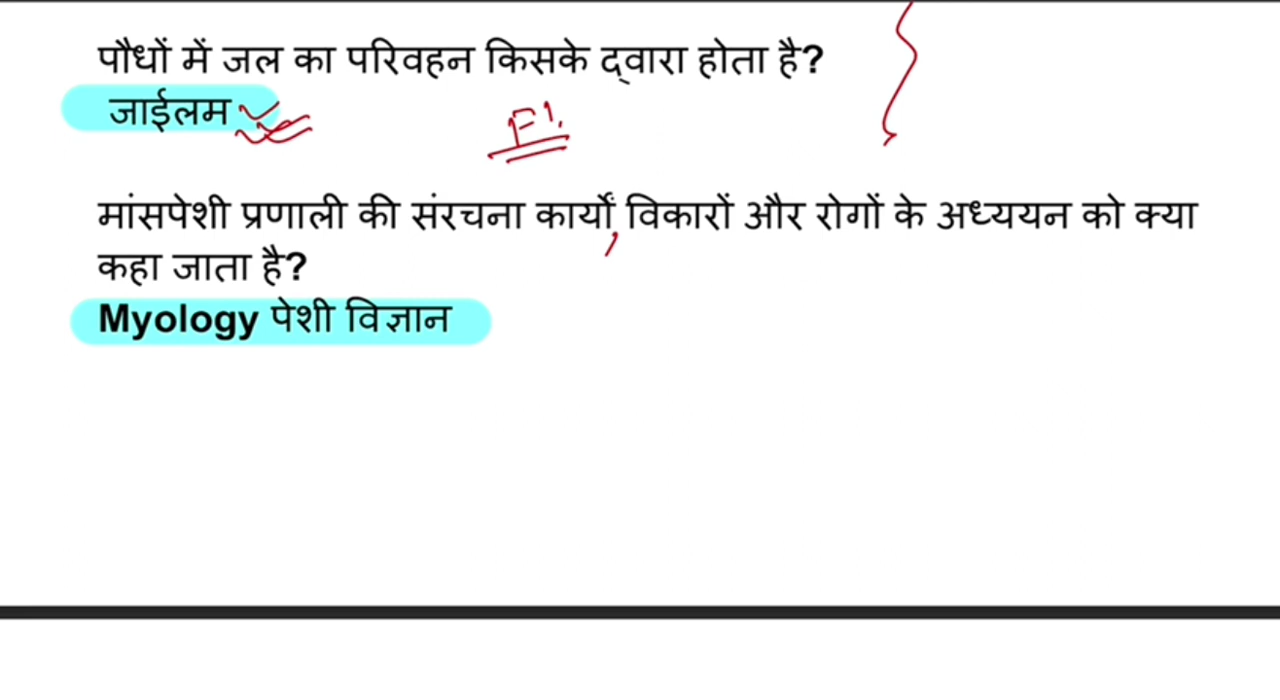 पौधों में जल का परिवहन किसके द्वारा होता है?
जाईलम
मांसपेशी प्रणाली की संरचना कार्यों, विकारों और रोगों के अध्ययन को क्या
कहा जाता है?
Myology पेशी विज्ञान